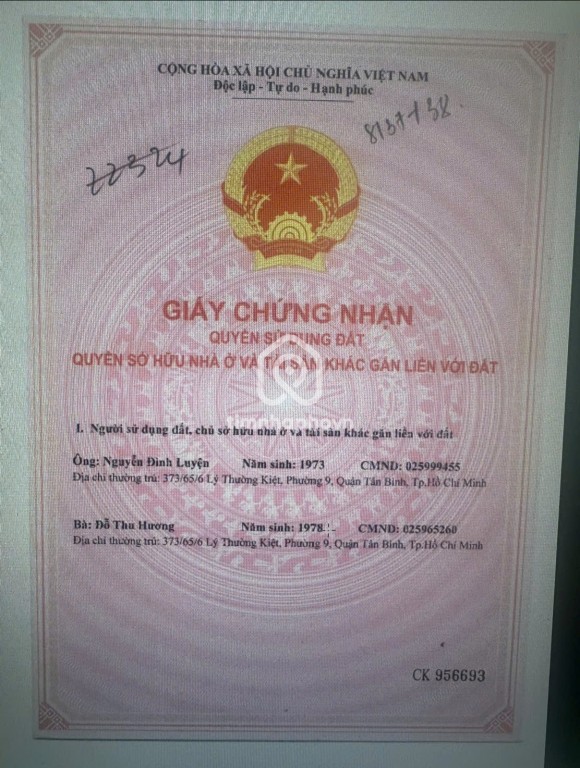 CỘNG HÒA XÃ HỘI CHỦ NGHĨA VIỆT NAM
Độc lập - Tự do - Hạnh phúc
22324
GIẤY CHỨNG NHẬN
QUYỀN SỬ DỤNG ĐẤT
QUYỀN SỞ HỮU NHÀ Ở VÀ TÀI SẢN KHÁC GẮN LIỀN VỚI ĐẤT
I. Người sử dụng đất, chủ sở hữu nhà ở và tài sản khác gắn liền với đất
Ông: Nguyễn Đình Luyện Năm sinh: 1973 CMND: 025999455
Địa chỉ thường trú: 373/65/6 Lý Thường Kiệt, Phường 9, Quận Tân Bình, Tp.Hồ Chí Minh
Bà: Đỗ Thu Hương Năm sinh: 1978 CMND: 025965260
Địa chỉ thường trú: 373/65/6 Lý Thường Kiệt, Phường 9, Quận Tân Bình, Tp.Hồ Chí Minh
CK 956693